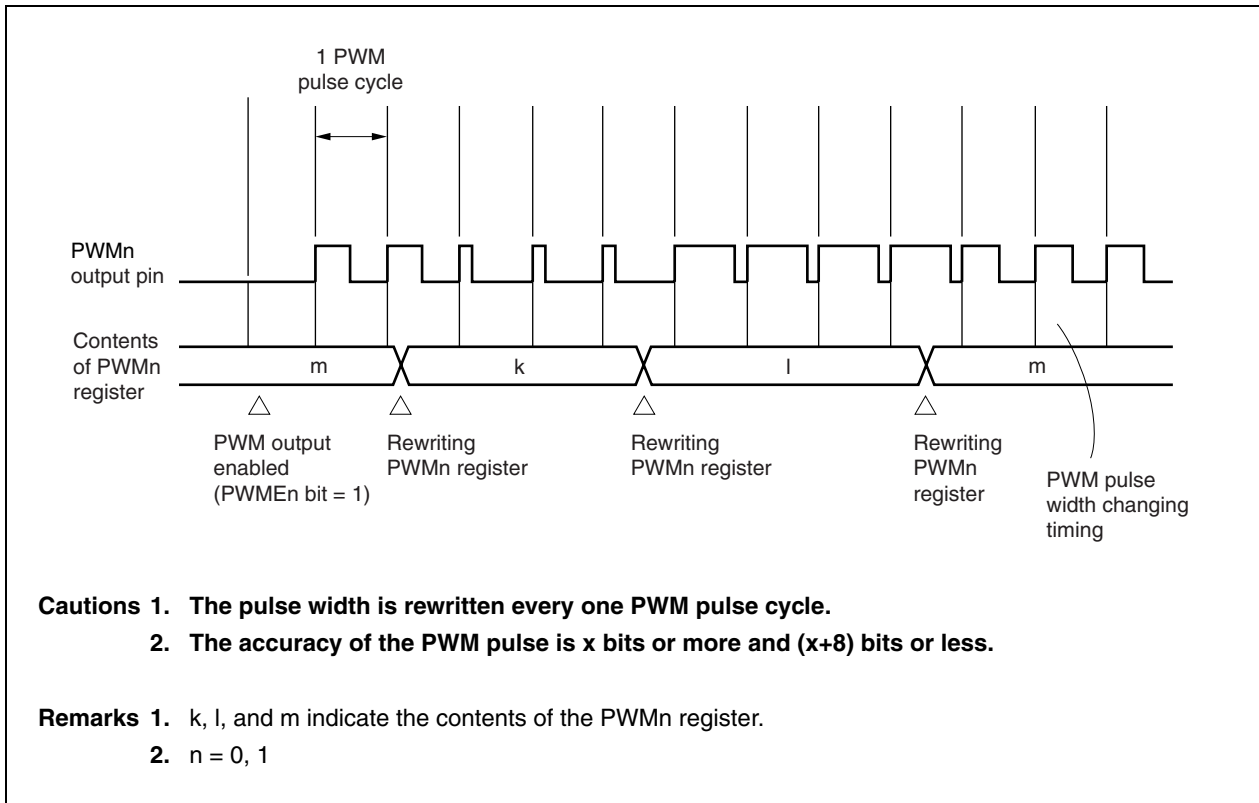 1 PWM
pulse cycle
PWMn
output pin
Contents
of PWMn
register
m
k
l
m
PWM output
enabled
(PWMEn bit = 1)
Rewriting
PWMn register
Rewriting
PWMn register
Rewriting
PWMn
register
PWM pulse
width changing
timing
Cautions 1. The pulse width is rewritten every one PWM pulse cycle.
2. The accuracy of the PWM pulse is x bits or more and (x+8) bits or less.
Remarks 1. k, l, and m indicate the contents of the PWMn register.
2. n = 0, 1